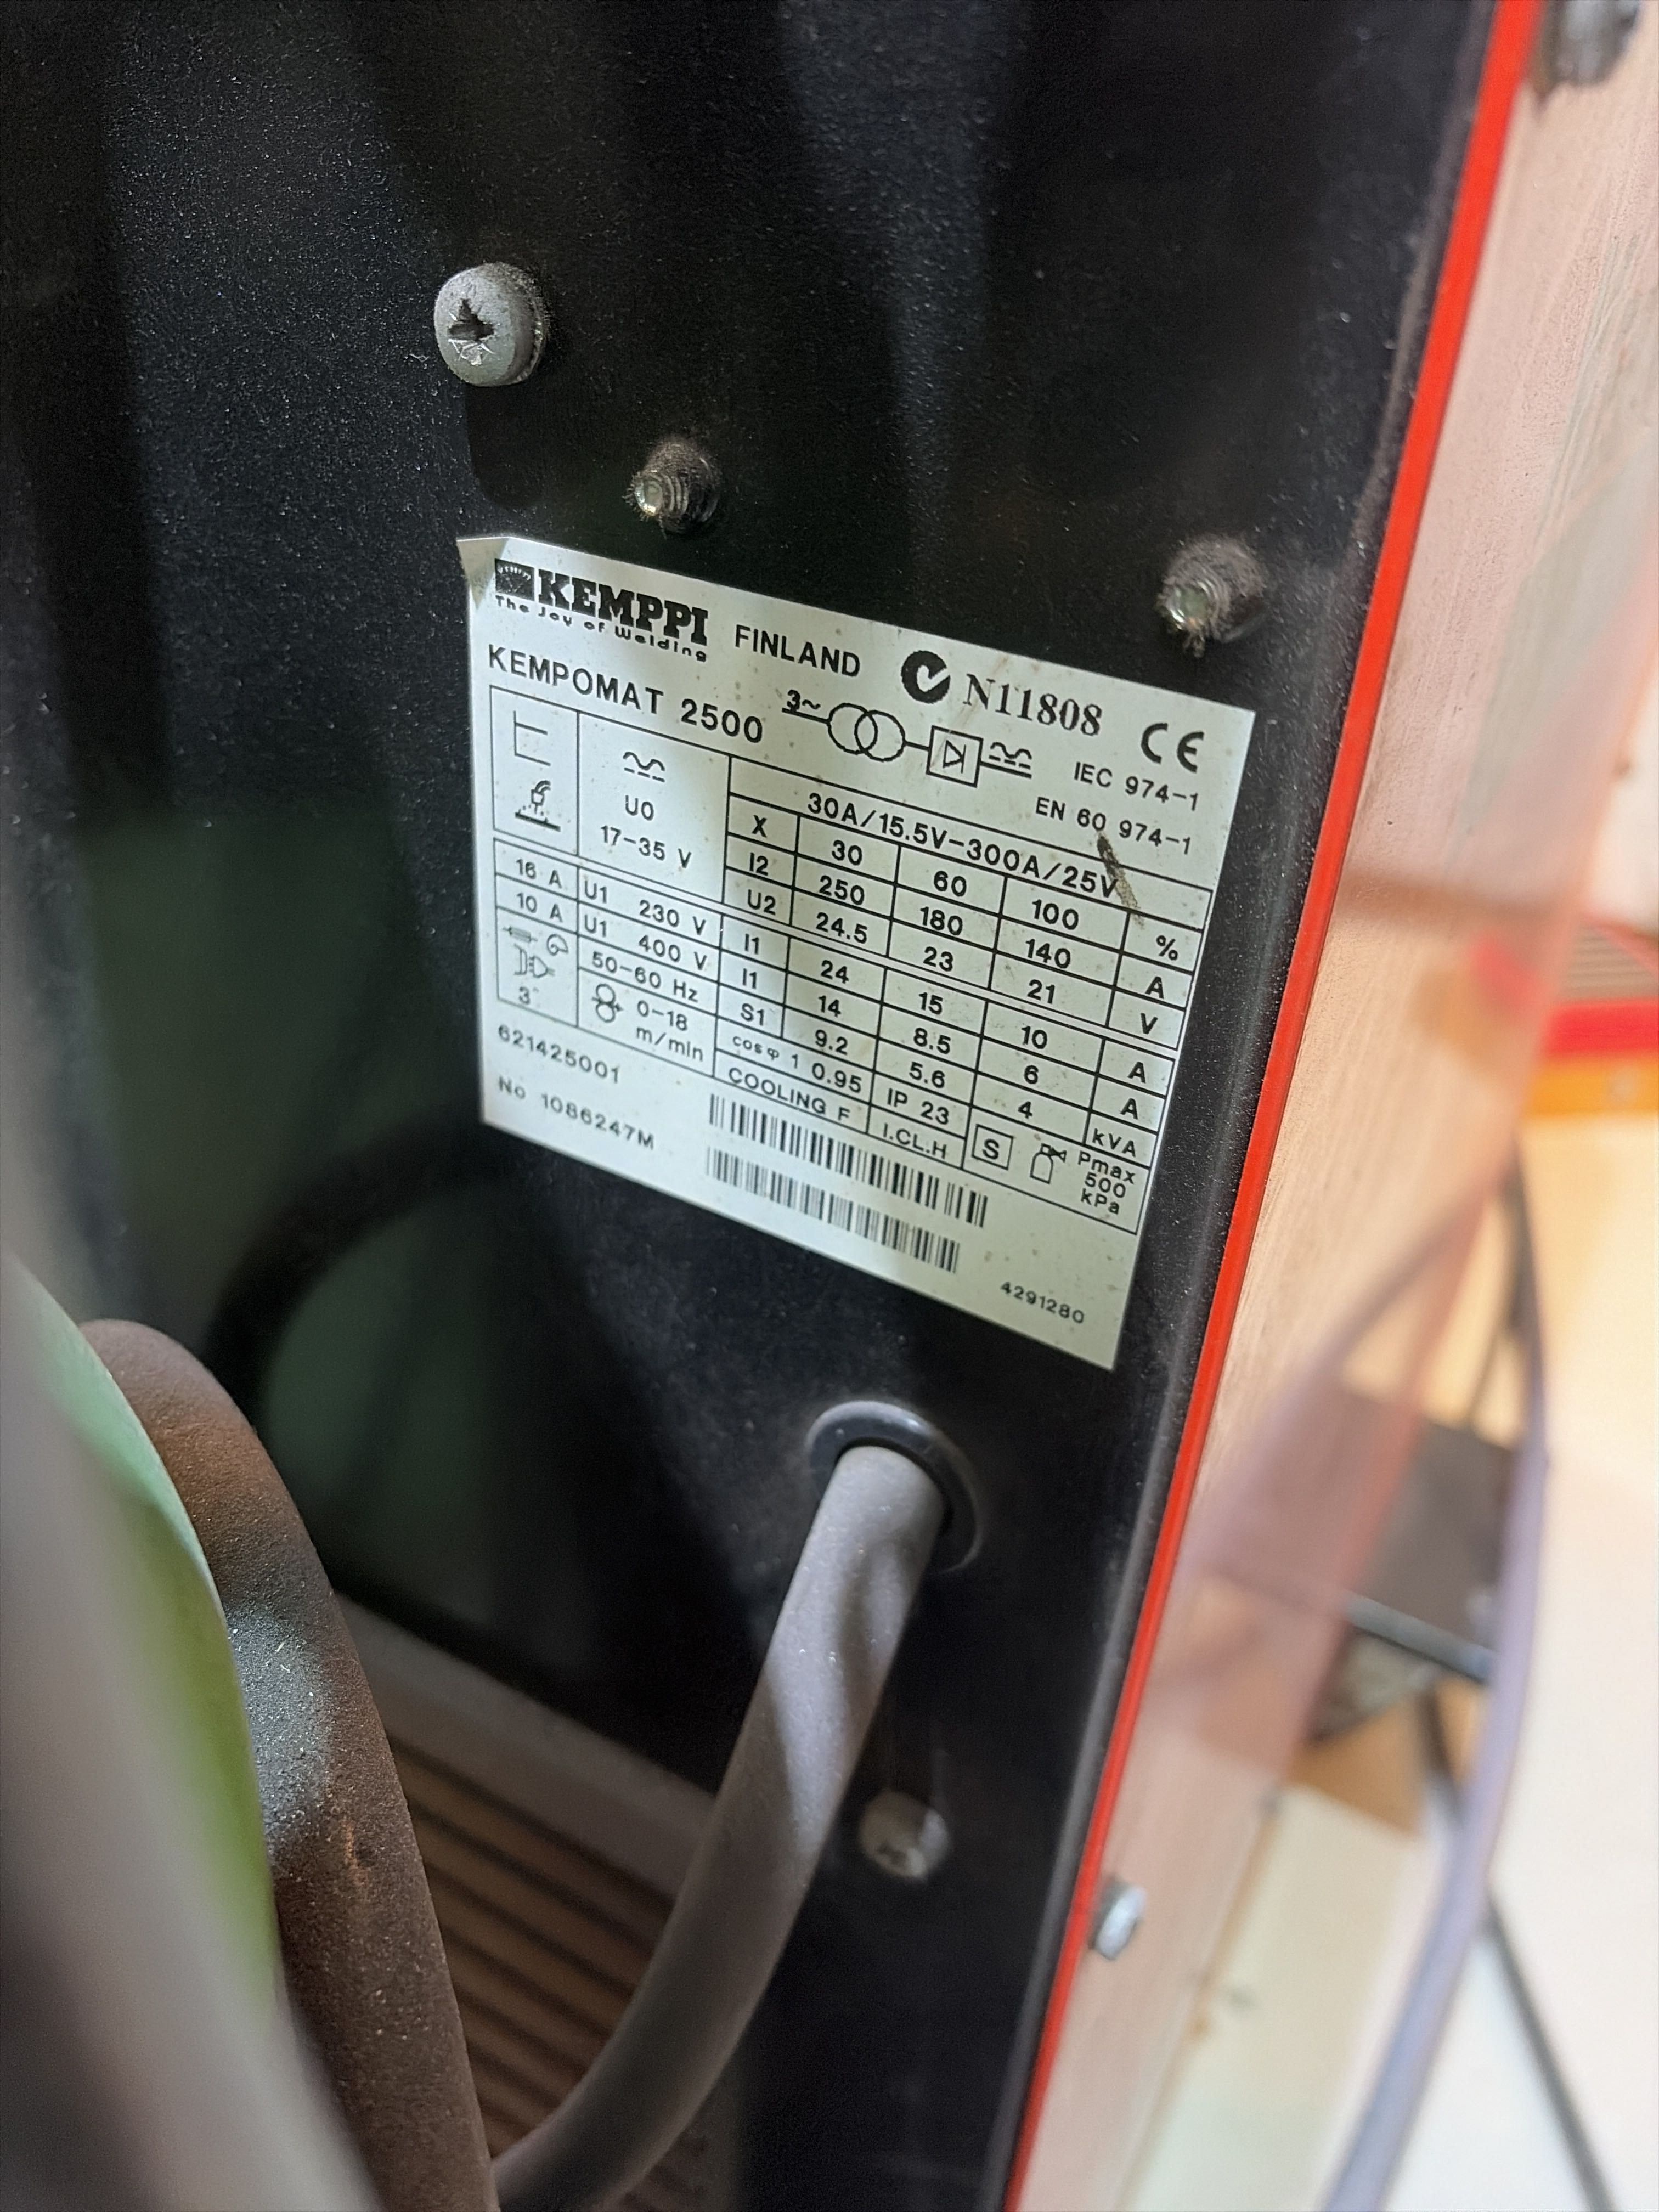 KEMPPI FINLAND N11808 CE
The Joy of Welding
KEMPOMAT 2500 3~ IEC 974-1
EN 60 974-1
U0
17-35 V
30A/15.5V-300A/25V
X 30 60 100 %
I2 250 180 140 A
U2 24.5 23 21 V
16 A U1 230 V I1 24 15 10 A
10 A U1 400 V I1 14 8.5 6 A
50-60 Hz S1 9.2 5.6 4 kVA
3~ 0-18 m/min cos φ 1 0.95 IP 23 S Pmax 500 kPa
COOLING F I.CL.H
621425001
No 1086247M
4291280